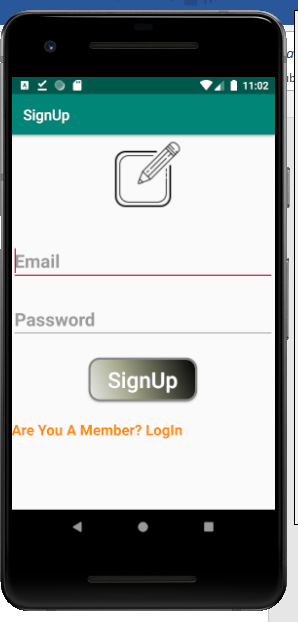 11:02
SignUp
Email
Password
SignUp
Are You A Member? LogIn